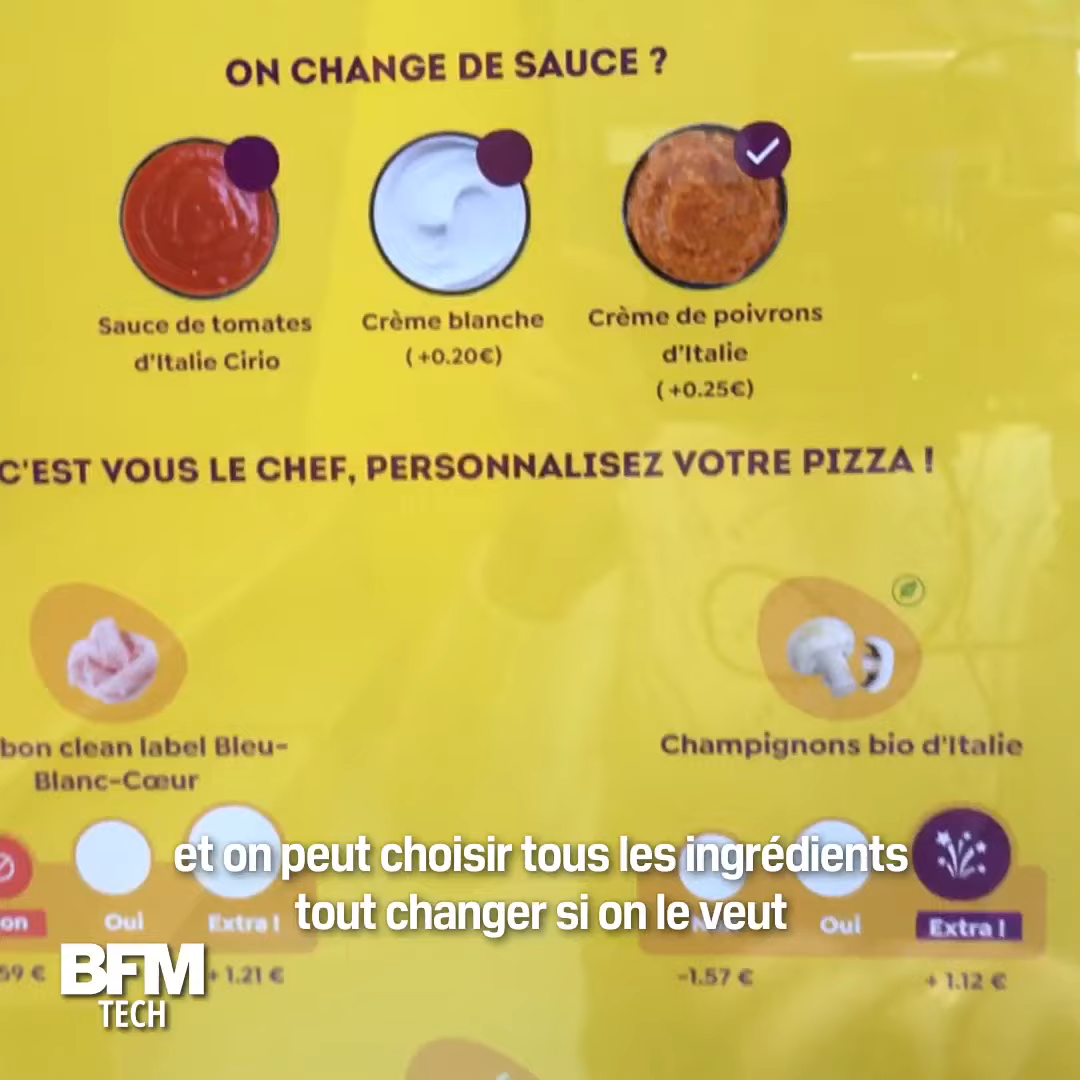 ON CHANGE DE SAUCE ?
Sauce de tomates
d'Italie Cirio
Crème blanche
(+0.20€)
Crème de poivrons
d'Italie
(+0.25€)
C'EST VOUS LE CHEF, PERSONNALISEZ VOTRE PIZZA !
bon clean label Bleu-
Blanc-Cœur
Champignons bio d'Italie
et on peut choisir tous les ingrédients
tout changer si on le veut
on
Oui
Extra !
59 €
+ 1.21 €
Oui
Extra !
-1.57 €
+ 1.12 €
BFM
TECH